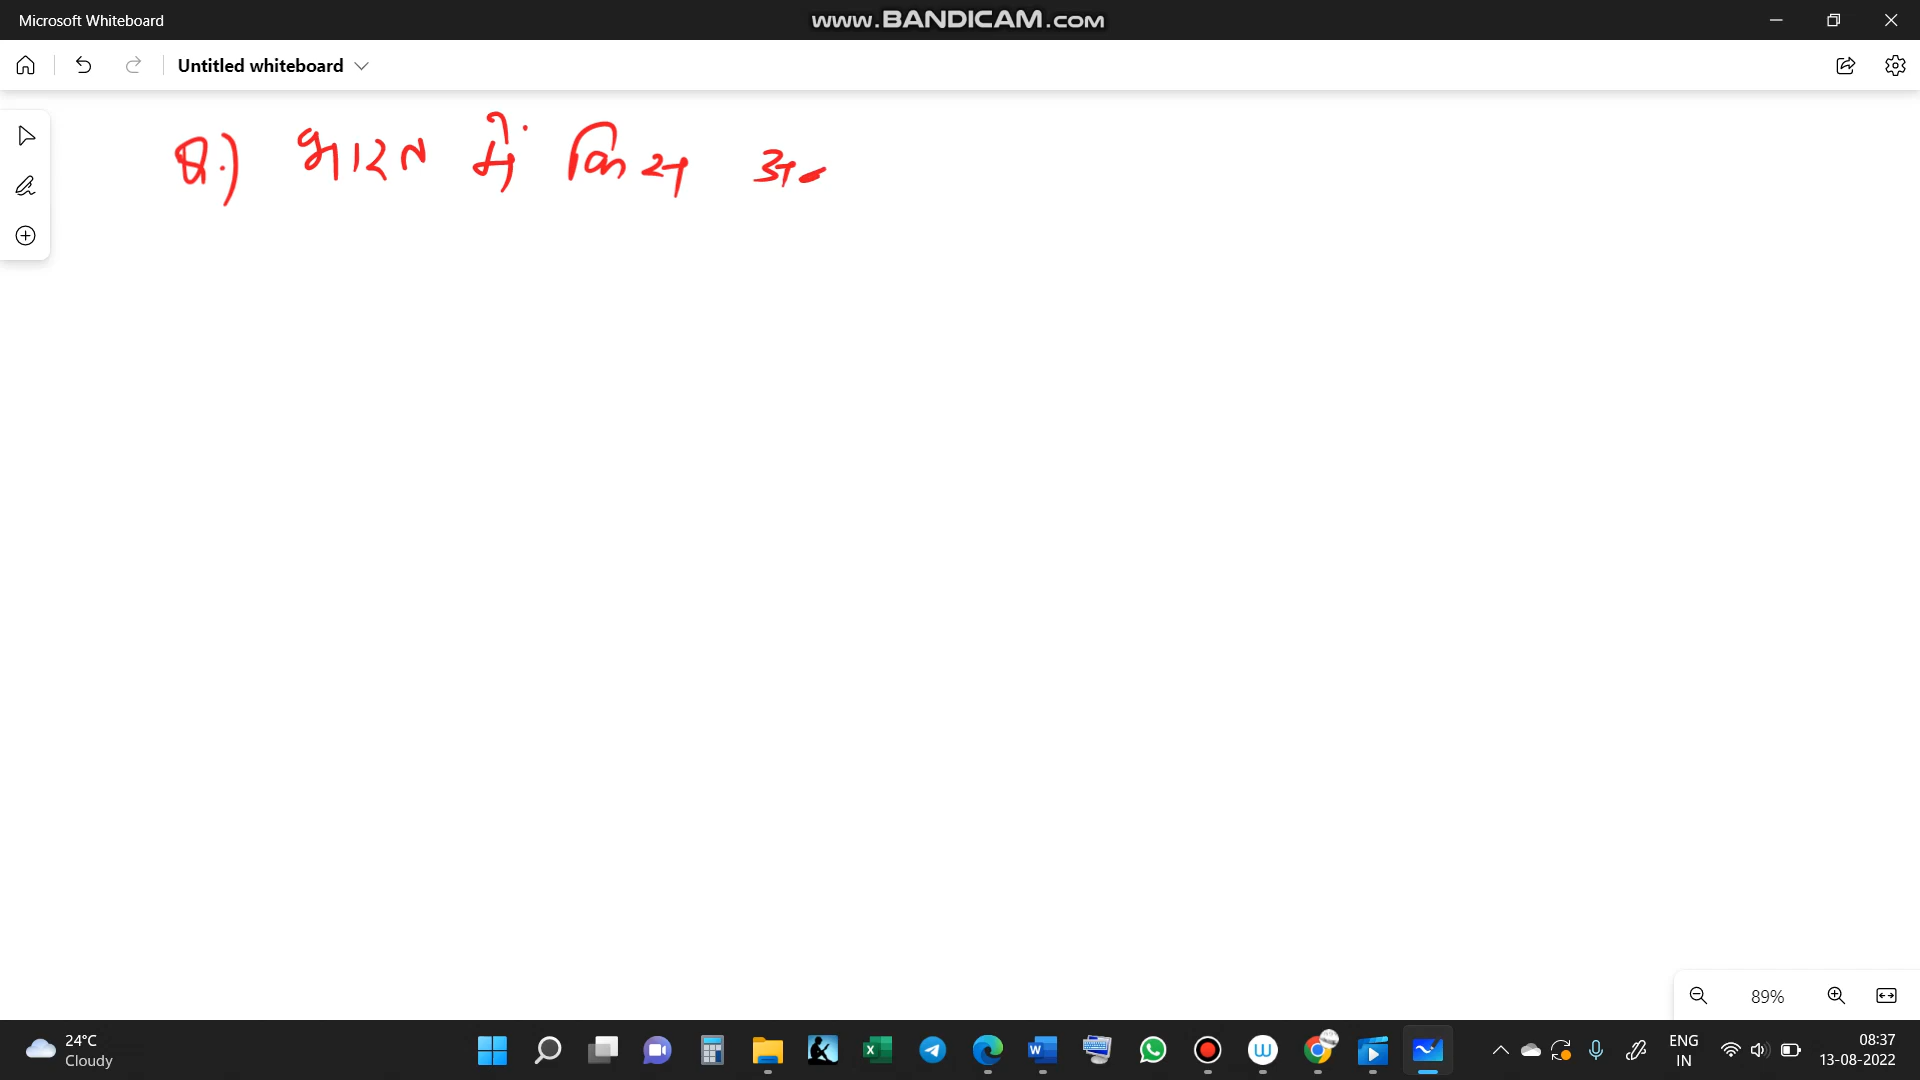 Microsoft Whiteboard
www.BANDICAM.com
Untitled whiteboard
Q.) भारत में
89%
24°C
Cloudy
ENG
IN
08:37
13-08-2022